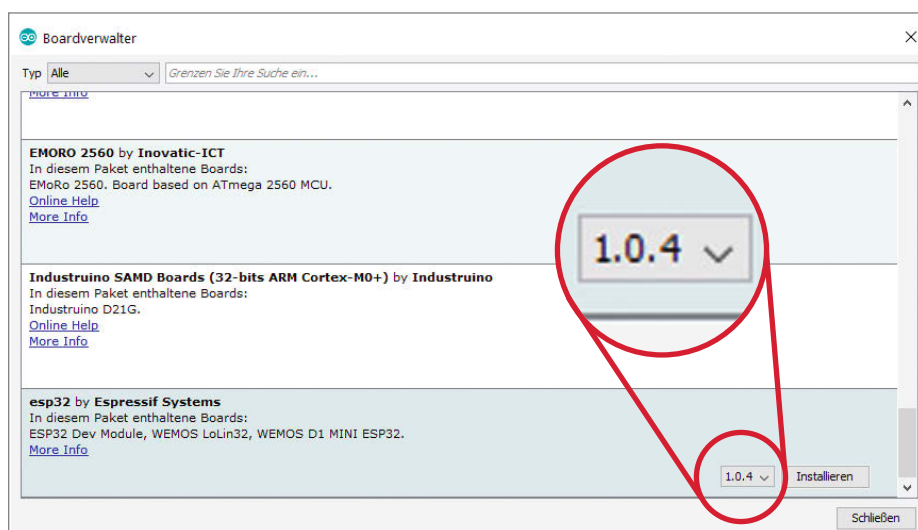 Boardverwalter
Typ Alle Grenzen Sie Ihre Suche ein...
More Info
EMORO 2560 by Inovatic-ICT
In diesem Paket enthaltene Boards:
EMoRo 2560. Board based on ATmega 2560 MCU.
Online Help
More Info
1.0.4
Industruino SAMD Boards (32-bits ARM Cortex-M0+) by Industruino
In diesem Paket enthaltene Boards:
Industruino D21G.
Online Help
More Info
esp32 by Espressif Systems
In diesem Paket enthaltene Boards:
ESP32 Dev Module, WEMOS LoLin32, WEMOS D1 MINI ESP32.
More Info
1.0.4 Installieren
Schließen